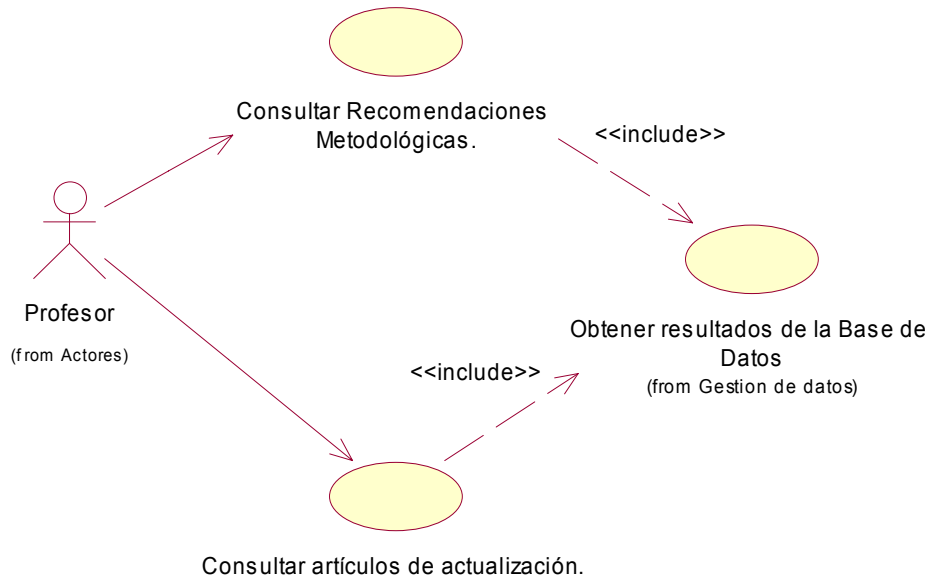 Consultar Recomendaciones
Metodológicas.
<<include>>
Profesor
(from Actores)
Obtener resultados de la Base de
Datos
(from Gestion de datos)
<<include>>
Consultar artículos de actualización.